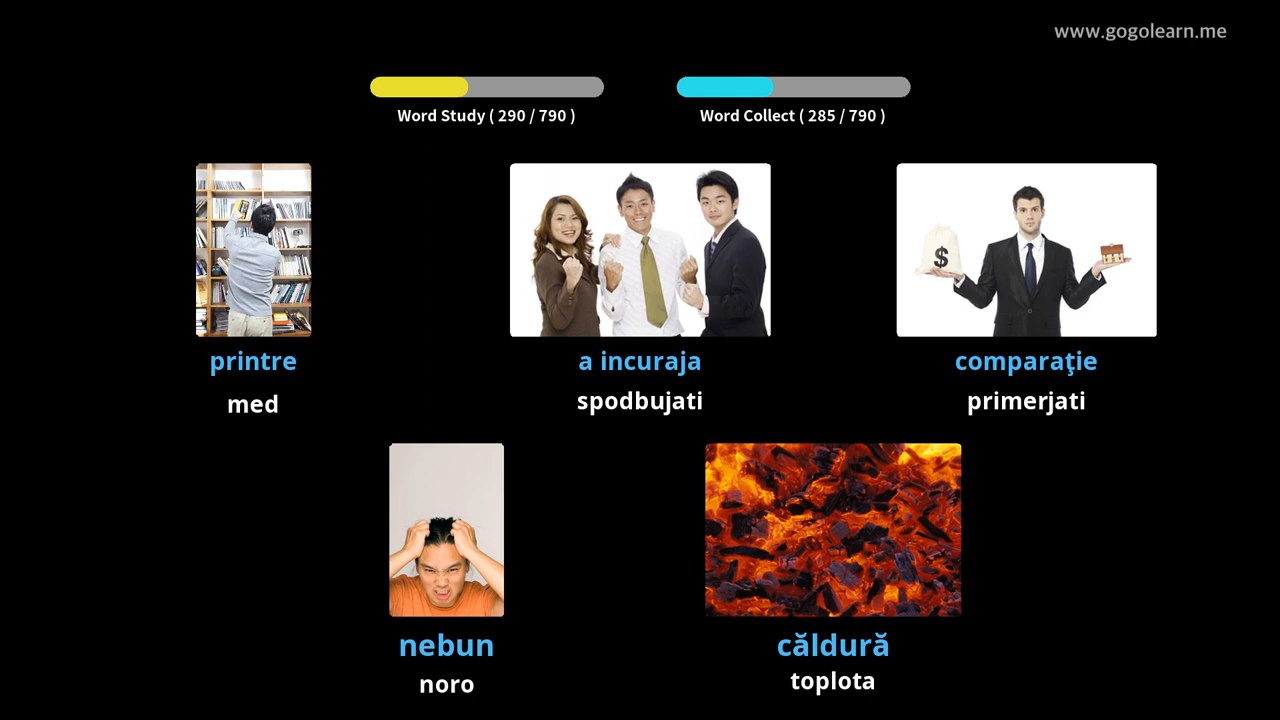 www.gogolearn.me
Word Study ( 290 / 790 )
Word Collect ( 285 / 790 )
printre
a incuraja
comparaţie
med
spodbujati
primerjati
nebun
căldură
noro
toplota